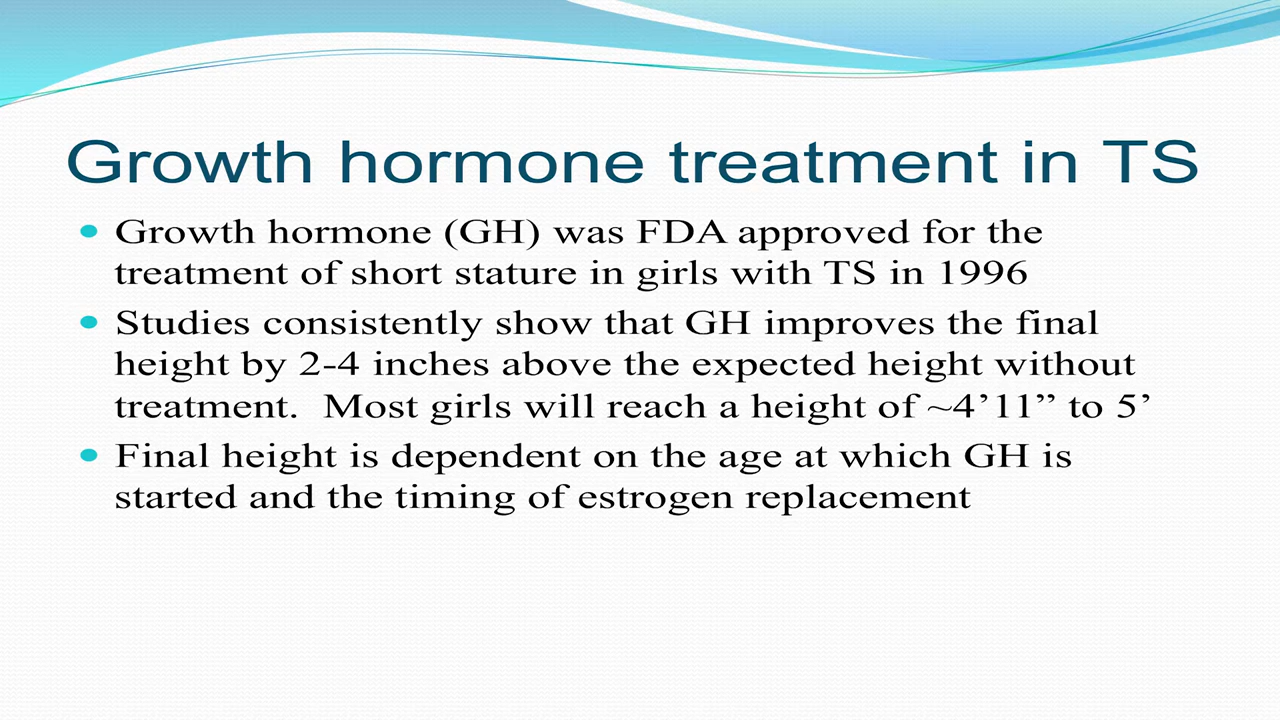 Growth hormone treatment in TS
• Growth hormone (GH) was FDA approved for the
treatment of short stature in girls with TS in 1996
• Studies consistently show that GH improves the final
height by 2-4 inches above the expected height without
treatment.  Most girls will reach a height of ~4’11” to 5’
• Final height is dependent on the age at which GH is
started and the timing of estrogen replacement